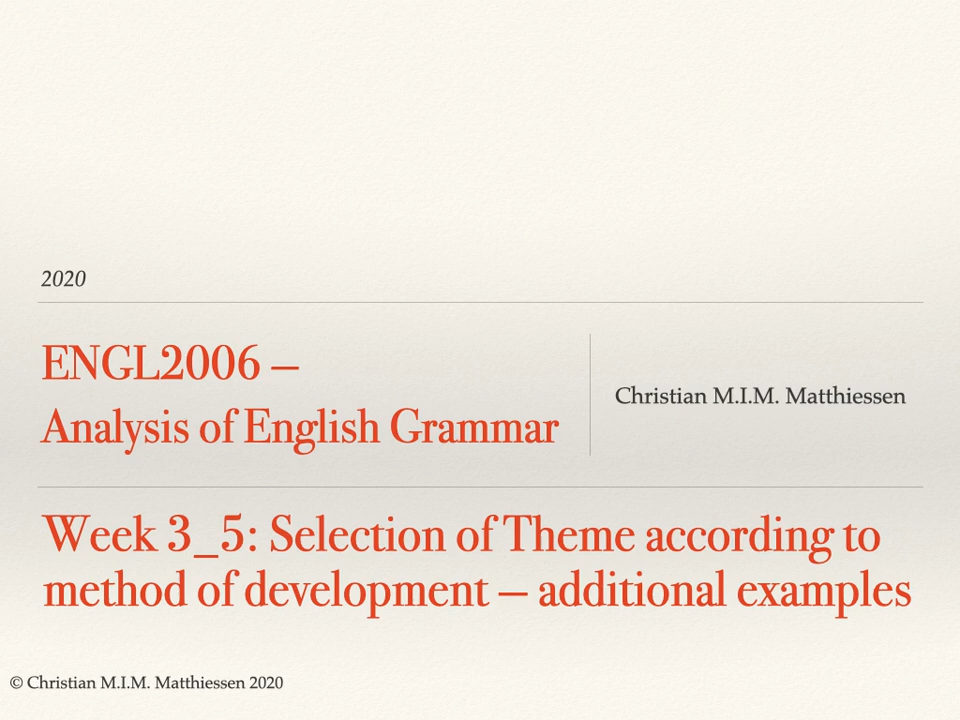 2020
ENGL2006 —
Analysis of English Grammar
Christian M.I.M. Matthiessen
Week 3_5: Selection of Theme according to
method of development — additional examples
© Christian M.I.M. Matthiessen 2020